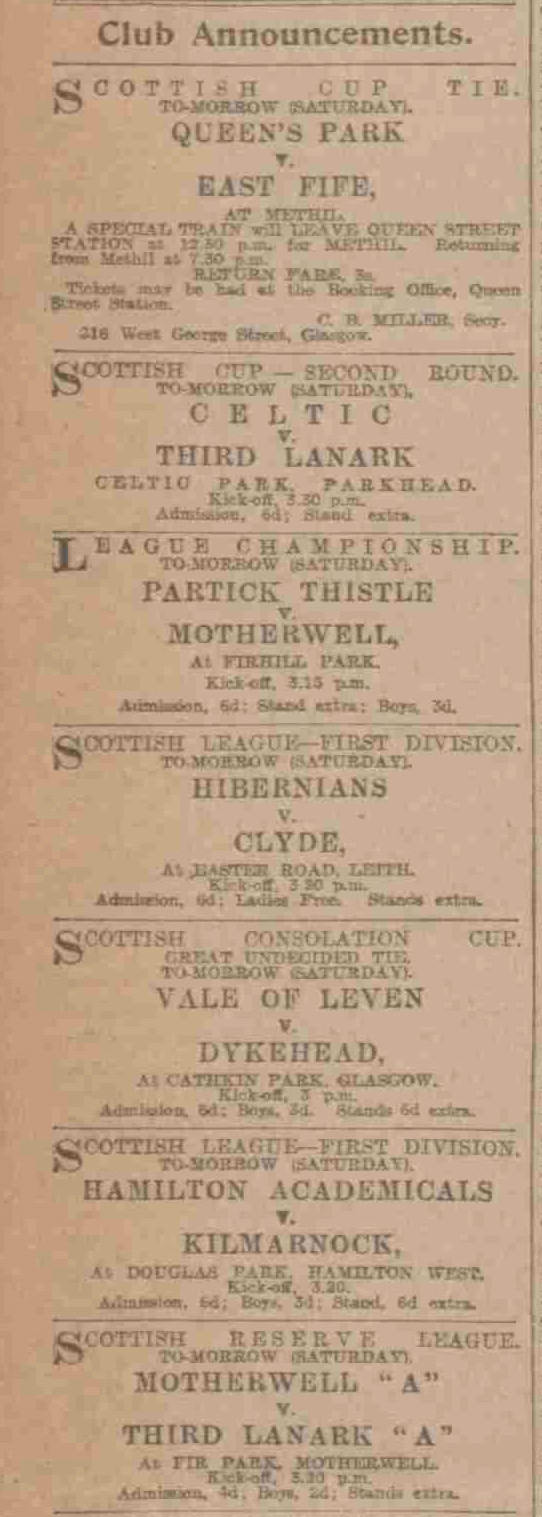 Club Announcements.
SCOTTISH CUP TIE.
TO-MORROW (SATURDAY).
QUEEN'S PARK
v.
EAST FIFE,
AT METHIL.
A SPECIAL TRAIN will LEAVE QUEEN STREET
STATION at 12.50 p.m. for METHIL. Returning
from Methil at 7.30 p.m.
RETURN FARE, 3s.
Tickets may be had at the Booking Office, Queen
Street Station.
C. B. MILLER, Secy.
316 West George Street, Glasgow.
SCOTTISH CUP — SECOND ROUND.
TO-MORROW (SATURDAY).
CELTIC
v.
THIRD LANARK
CELTIC PARK, PARKHEAD.
Kick-off, 3.30 p.m.
Admission, 6d; Stand extra.
LEAGUE CHAMPIONSHIP.
TO-MORROW (SATURDAY).
PARTICK THISTLE
v.
MOTHERWELL,
At FIRHILL PARK.
Kick-off, 3.15 p.m.
Admission, 6d; Stand extra; Boys, 3d.
SCOTTISH LEAGUE—FIRST DIVISION.
TO-MORROW (SATURDAY).
HIBERNIANS
v.
CLYDE,
At EASTER ROAD, LEITH.
Kick-off, 3 20 p.m.
Admission, 6d; Ladies Free. Stands extra.
SCOTTISH CONSOLATION CUP.
GREAT UNDECIDED TIE.
TO-MORROW (SATURDAY).
VALE OF LEVEN
v.
DYKEHEAD,
At CATHKIN PARK, GLASGOW.
Kick-off, 3 p.m.
Admission, 6d; Boys, 3d. Stands 6d extra.
SCOTTISH LEAGUE—FIRST DIVISION.
TO-MORROW (SATURDAY).
HAMILTON ACADEMICALS
v.
KILMARNOCK,
At DOUGLAS PARK, HAMILTON WEST.
Kick-off, 3.20.
Admission, 6d; Boys, 3d; Stand, 6d extra.
SCOTTISH RESERVE LEAGUE.
TO-MORROW (SATURDAY).
MOTHERWELL "A"
v.
THIRD LANARK "A"
At FIR PARK, MOTHERWELL.
Kick-off, 3.20 p.m.
Admission, 4d; Boys, 2d; Stands extra.